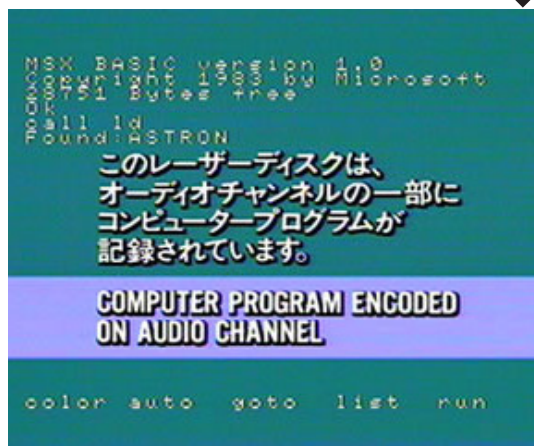 MSX BASIC version 1.0
Copyright 1983 by Microsoft
28751 Bytes free
Ok
call ld
Found:ASTRON
このレーザーディスクは、
オーディオチャンネルの一部に
コンピュータープログラムが
記録されています。
COMPUTER PROGRAM ENCODED
ON AUDIO CHANNEL
color auto goto list run